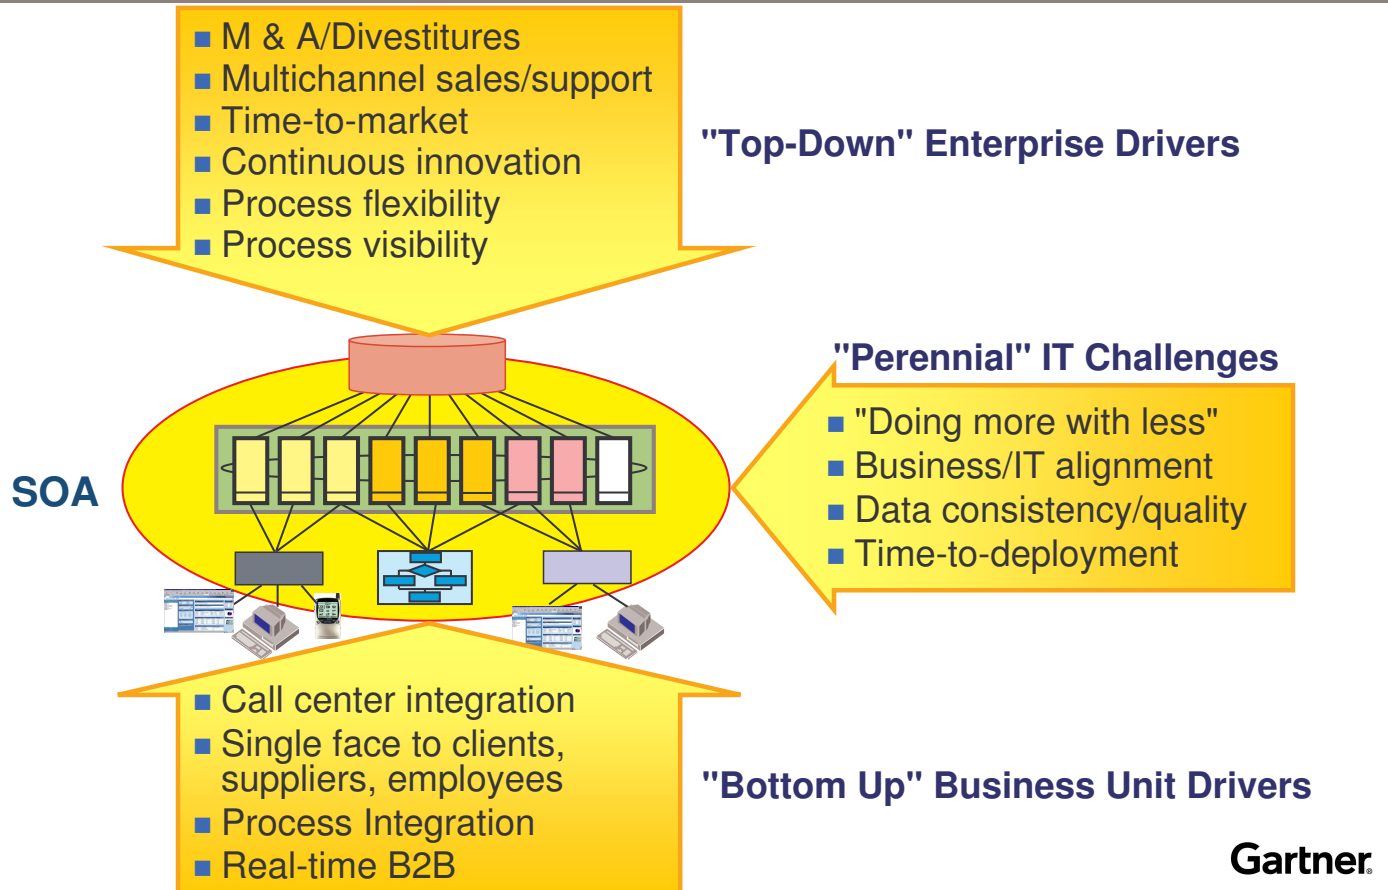 M & A/Divestitures
Multichannel sales/support
Time-to-market
Continuous innovation
Process flexibility
Process visibility
"Top-Down" Enterprise Drivers
"Perennial" IT Challenges
"Doing more with less"
Business/IT alignment
Data consistency/quality
Time-to-deployment
SOA
Call center integration
Single face to clients,
suppliers, employees
Process Integration
Real-time B2B
"Bottom Up" Business Unit Drivers
Gartner®